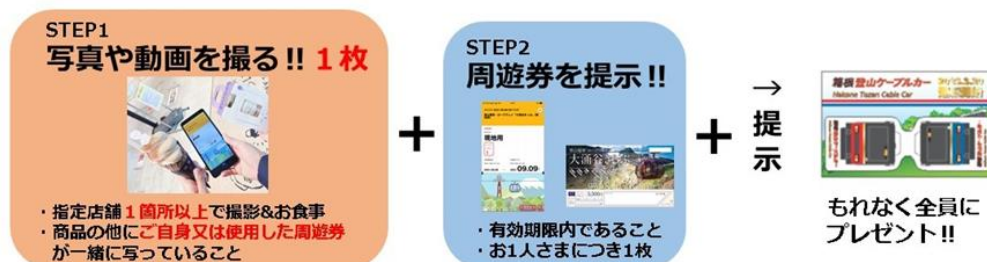 STEP1
写真や動画を撮る!! 1枚
・指定店舗1箇所以上で撮影&お食事
・商品の他にご自身又は使用した周遊券
が一緒に写っていること
+
STEP2
周遊券を提示!!
現地用
09.09
大涌谷
・有効期限内であること
・お1人さまにつき1枚
+
→
提
示
箱根登山ケーブルカー
Hakone Tozan Cable Car
もれなく全員に
プレゼント!!